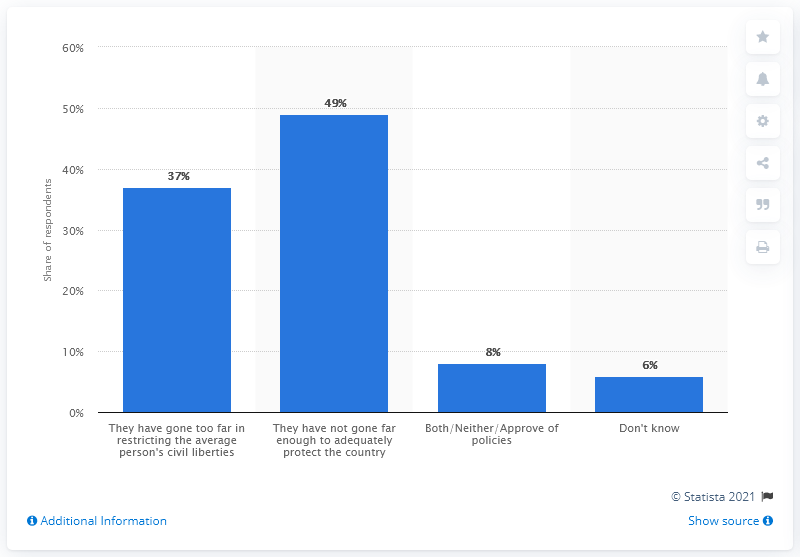 60%
50%
40%
30%
20%
10%
0%
Share of respondents
37%
49%
8%
6%
They have gone too far in
restricting the average
person's civil liberties
They have not gone far
enough to adequately
protect the country
Both/Neither/Approve of
policies
Don't know
© Statista 2021
Additional Information
Show source